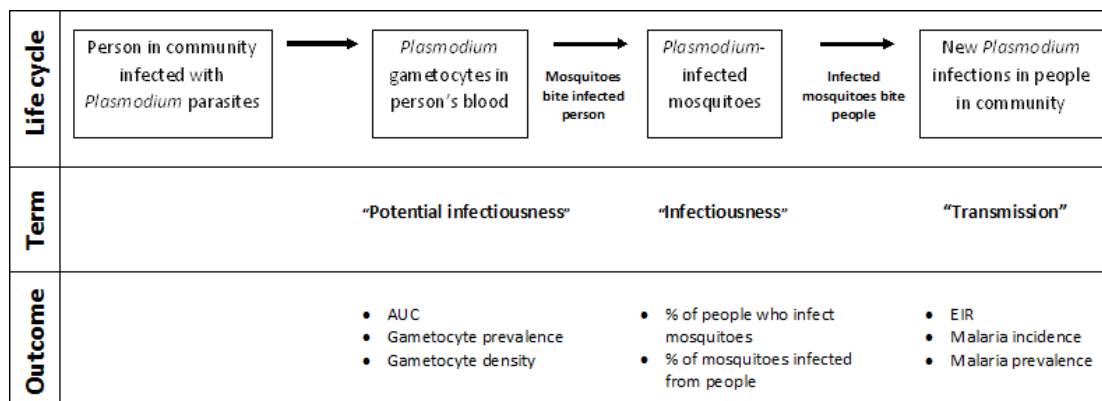 Life cycle
Person in community
infected with
Plasmodium parasites
Plasmodium
gametocytes in
person's blood
Mosquitoes
bite infected
person
Plasmodium-
infected
mosquitoes
Infected
mosquitoes bite
people
New Plasmodium
infections in people
in community
Term
"Potential infectiousness"
"Infectiousness"
"Transmission"
Outcome
• AUC
• Gametocyte prevalence
• Gametocyte density
• % of people who infect
mosquitoes
• % of mosquitoes infected
from people
• EIR
• Malaria incidence
• Malaria prevalence